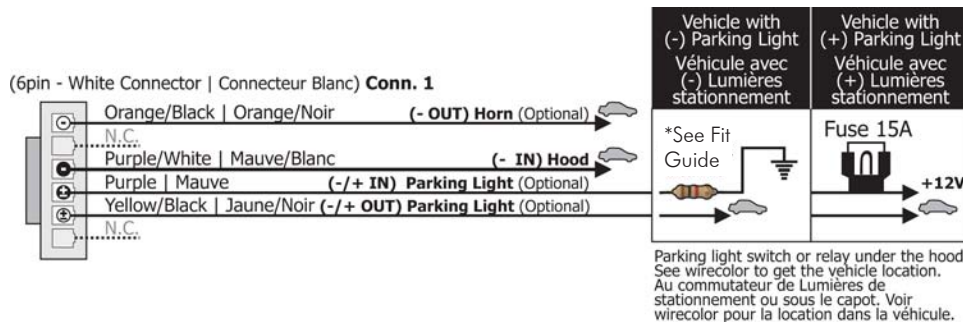 Vehicle with
(-) Parking Light
Véhicule avec
(-) Lumières
stationnement
Vehicle with
(+) Parking Light
Véhicule avec
(+) Lumières
stationnement
(6pin - White Connector | Connecteur Blanc) Conn. 1
Orange/Black | Orange/Noir (- OUT) Horn (Optional)
N.C.
Purple/White | Mauve/Blanc (- IN) Hood
Purple | Mauve (-/+ IN) Parking Light (Optional)
Yellow/Black | Jaune/Noir (-/+ OUT) Parking Light (Optional)
N.C.
*See Fit
Guide
Fuse 15A
+12V
Parking light switch or relay under the hood
See wirecolor to get the vehicle location.
Au commutateur de Lumières de
stationnement ou sous le capot. Voir
wirecolor pour la location dans la véhicule.